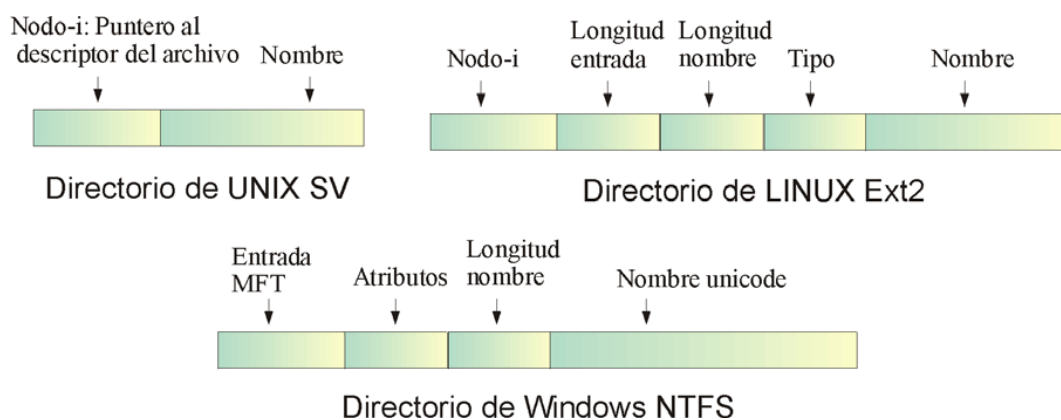 Nodo-i: Puntero al
descriptor del archivo
Nombre
Directorio de UNIX SV
Nodo-i
Longitud
entrada
Longitud
nombre
Tipo
Nombre
Directorio de LINUX Ext2
Entrada
MFT
Atributos
Longitud
nombre
Nombre unicode
Directorio de Windows NTFS